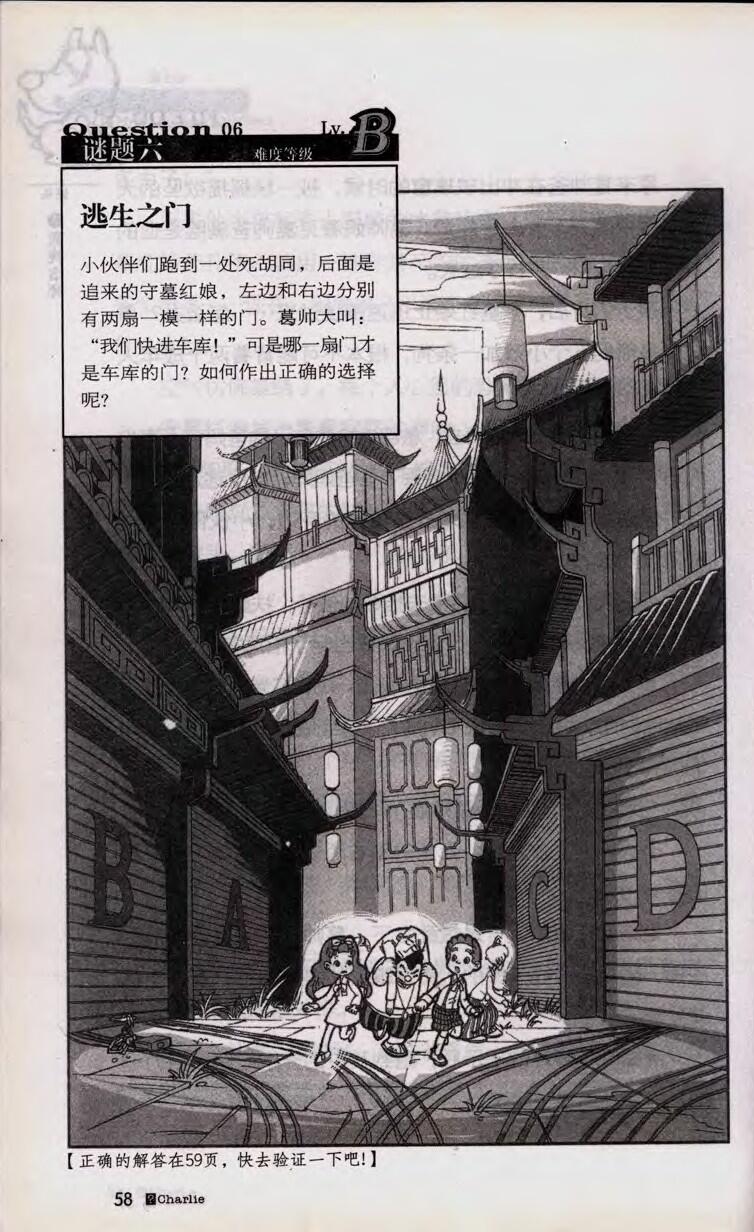 Question 06 Lv. B
谜题六 难度等级
逃生之门
小伙伴们跑到一处死胡同，后面是
追来的守墓红娘，左边和右边分别
有两扇一模一样的门。葛帅大叫：
“我们快进车库！”可是哪一扇门才
是车库的门？如何作出正确的选择
呢？
B
A
C
D
【正确的解答在59页，快去验证一下吧!】
58 ?Charlie